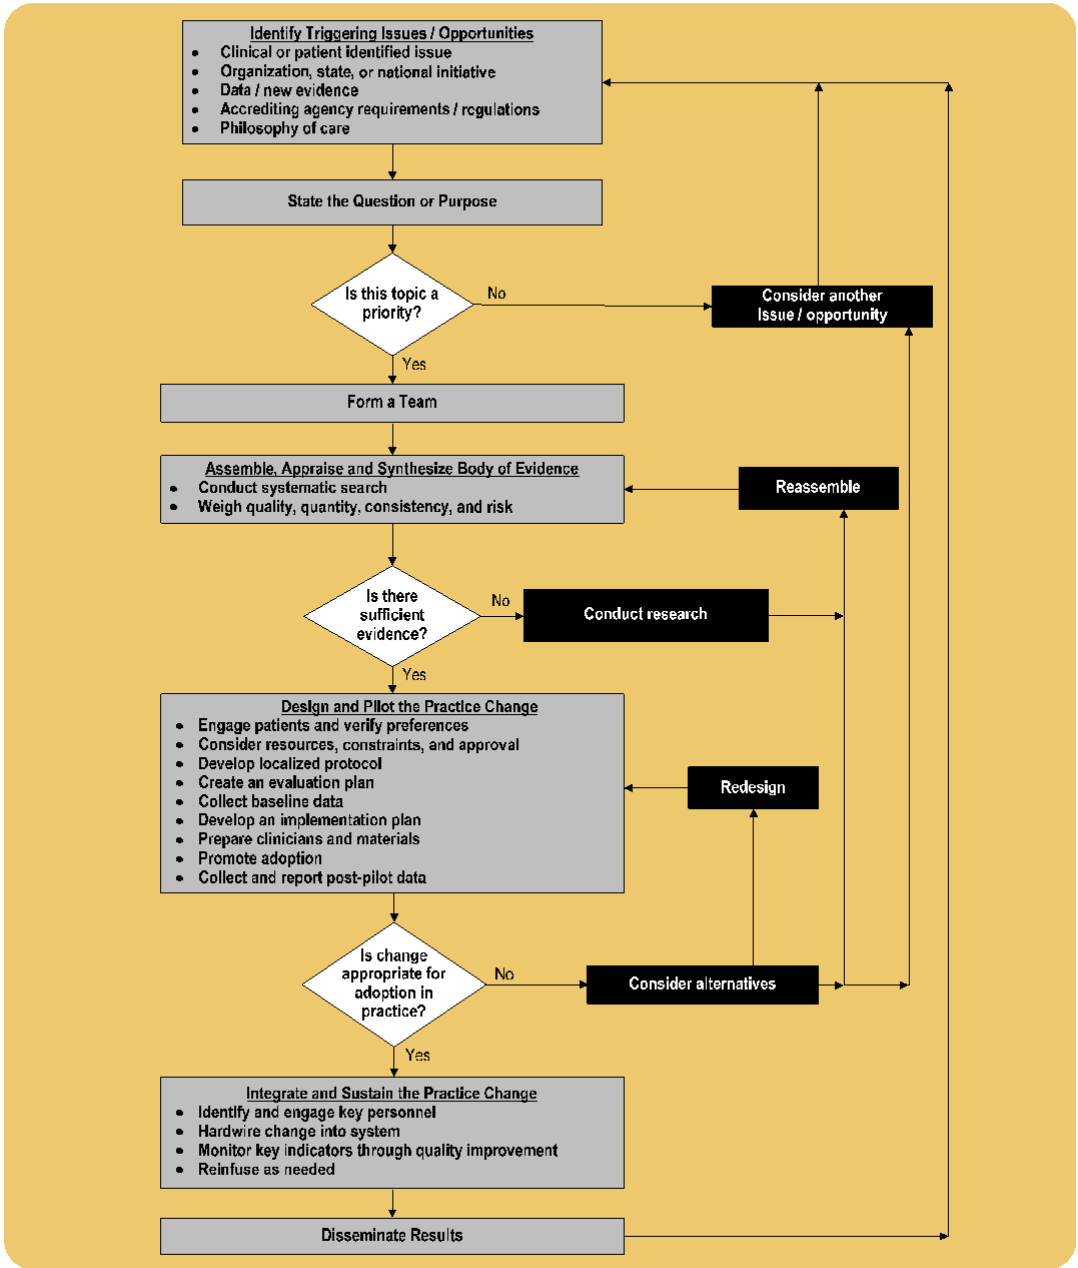 Identify Triggering Issues / Opportunities
• Clinical or patient identified issue
• Organization, state, or national initiative
• Data / new evidence
• Accrediting agency requirements / regulations
• Philosophy of care
State the Question or Purpose
Is this topic a
priority?
No
Consider another
Issue / opportunity
Yes
Form a Team
Assemble, Appraise and Synthesize Body of Evidence
• Conduct systematic search
• Weigh quality, quantity, consistency, and risk
Reassemble
Is there
sufficient
evidence?
No
Conduct research
Yes
Design and Pilot the Practice Change
• Engage patients and verify preferences
• Consider resources, constraints, and approval
• Develop localized protocol
• Create an evaluation plan
• Collect baseline data
• Develop an implementation plan
• Prepare clinicians and materials
• Promote adoption
• Collect and report post-pilot data
Redesign
Is change
appropriate for
adoption in
practice?
No
Consider alternatives
Yes
Integrate and Sustain the Practice Change
• Identify and engage key personnel
• Hardwire change into system
• Monitor key indicators through quality improvement
• Reinfuse as needed
Disseminate Results